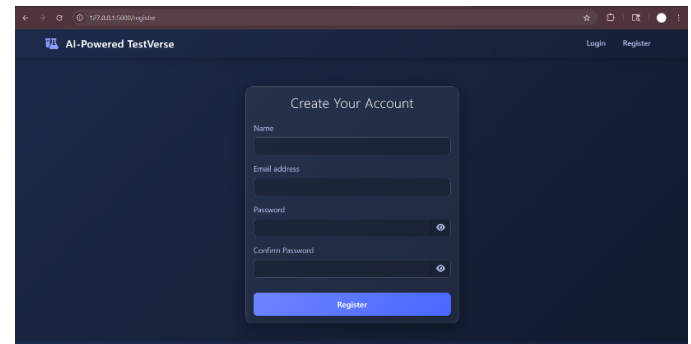 127.0.0.1:5000/register
AI-Powered TestVerse
Login Register
Create Your Account
Name
Email address
Password
Confirm Password
Register